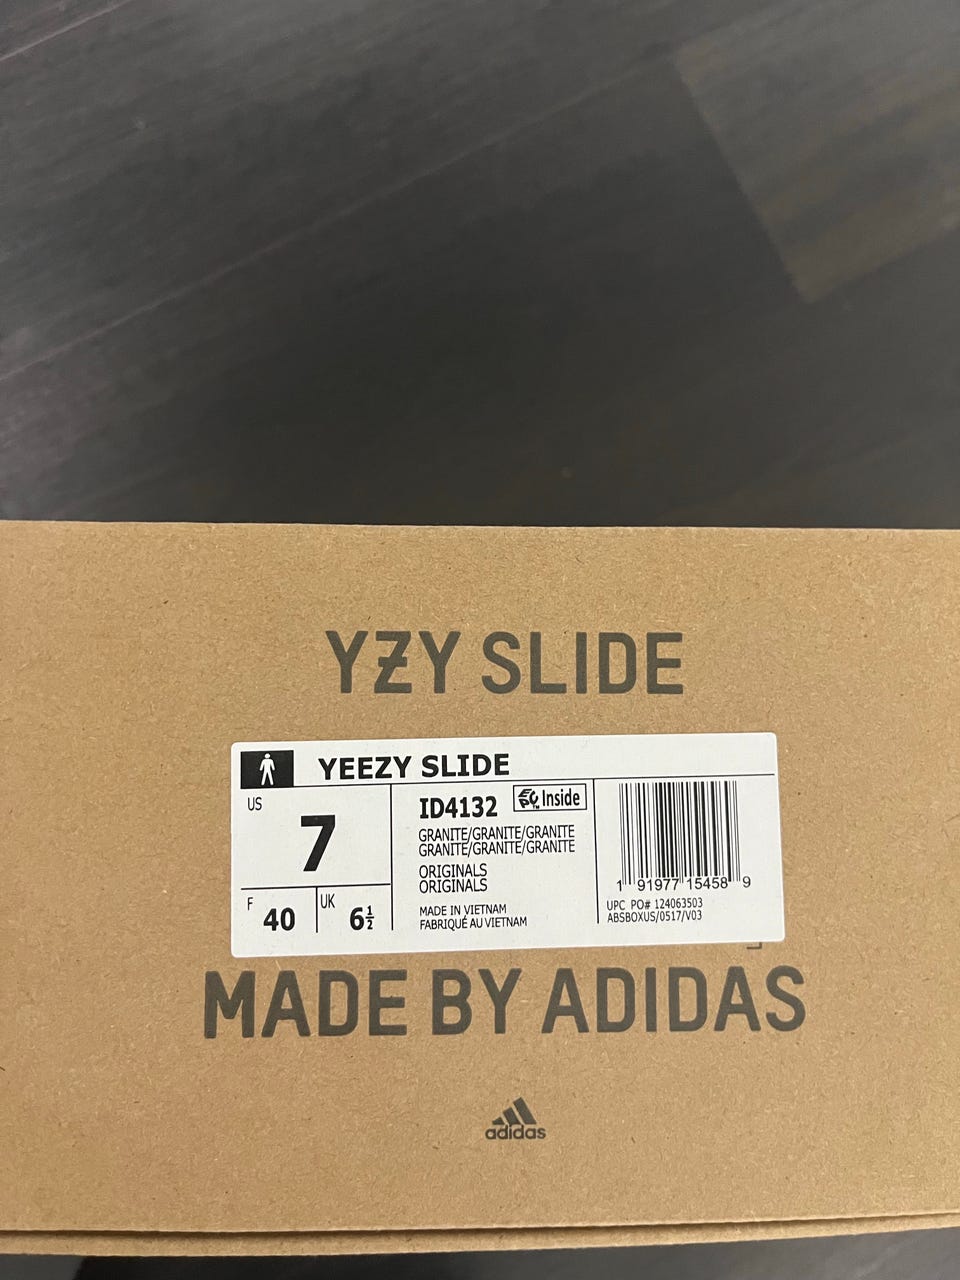 YZY SLIDE
YEEZY SLIDE
US
7
F
40
UK
6½
ID4132
Inside
GRANITE/GRANITE/GRANITE
GRANITE/GRANITE/GRANITE
ORIGINALS
ORIGINALS
MADE IN VIETNAM
FABRIQUÉ AU VIETNAM
1 91977 15458 9
UPC PO# 124063503
ABSBOXUS/0517/V03
MADE BY ADIDAS
adidas